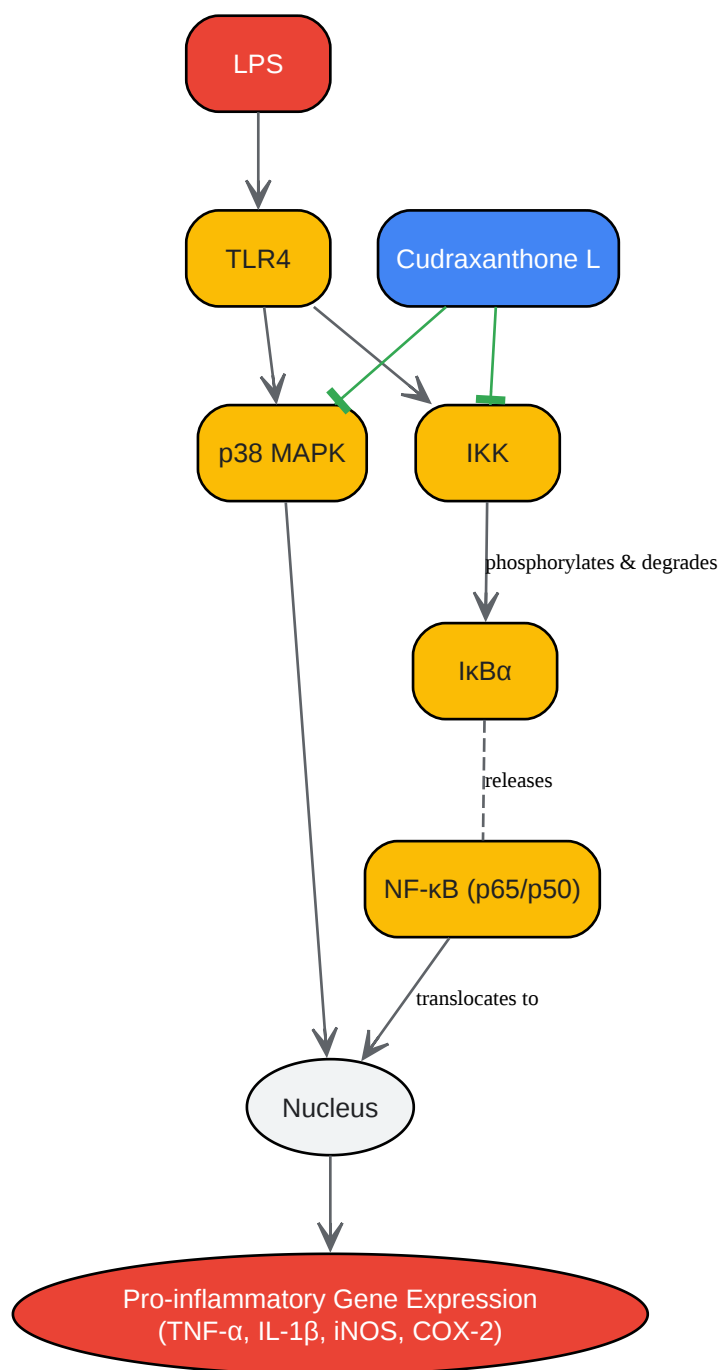 LPS
TLR4
Cudraxanthone L
p38 MAPK
IKK
phosphorylates & degrades
IκBα
releases
NF-κB (p65/p50)
translocates to
Nucleus
Pro-inflammatory Gene Expression
(TNF-α, IL-1β, iNOS, COX-2)